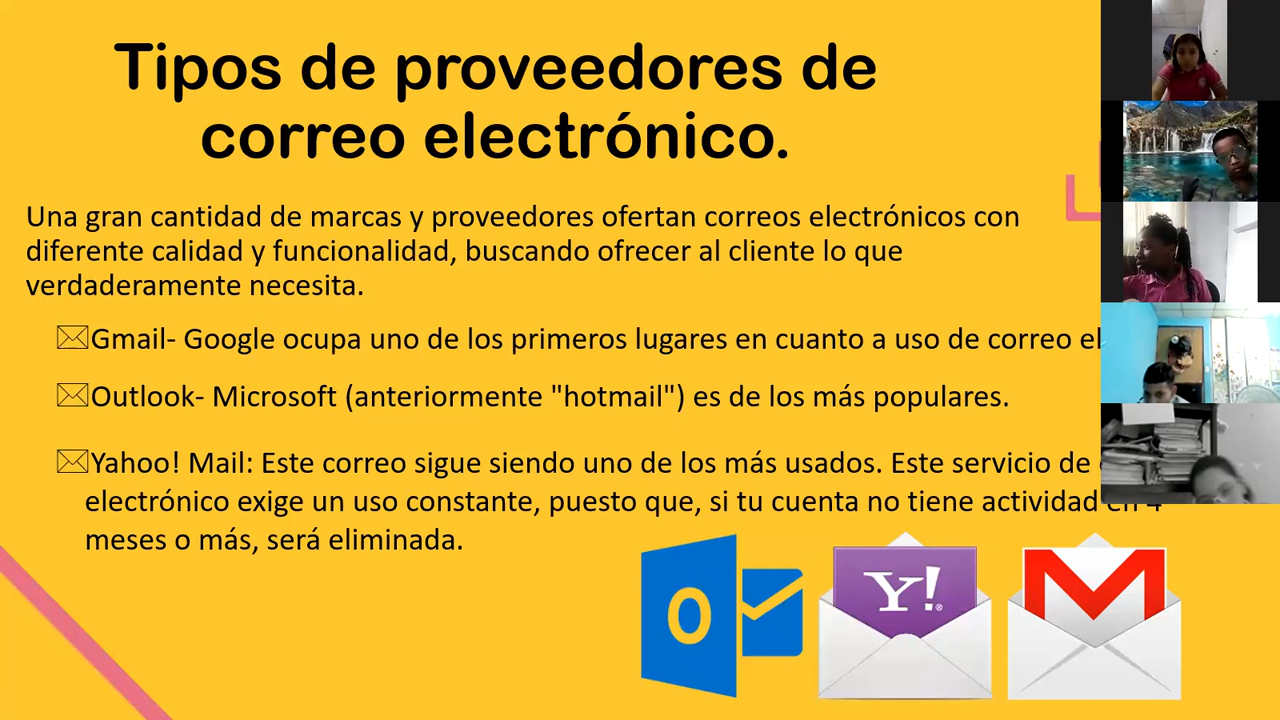 Tipos de proveedores de
correo electrónico.
Una gran cantidad de marcas y proveedores ofertan correos electrónicos con
diferente calidad y funcionalidad, buscando ofrecer al cliente lo que
verdaderamente necesita.
Gmail- Google ocupa uno de los primeros lugares en cuanto a uso de correo el
Outlook- Microsoft (anteriormente "hotmail") es de los más populares.
Yahoo! Mail: Este correo sigue siendo uno de los más usados. Este servicio de
electrónico exige un uso constante, puesto que, si tu cuenta no tiene actividad en 4
meses o más, será eliminada.
O
Y!
M